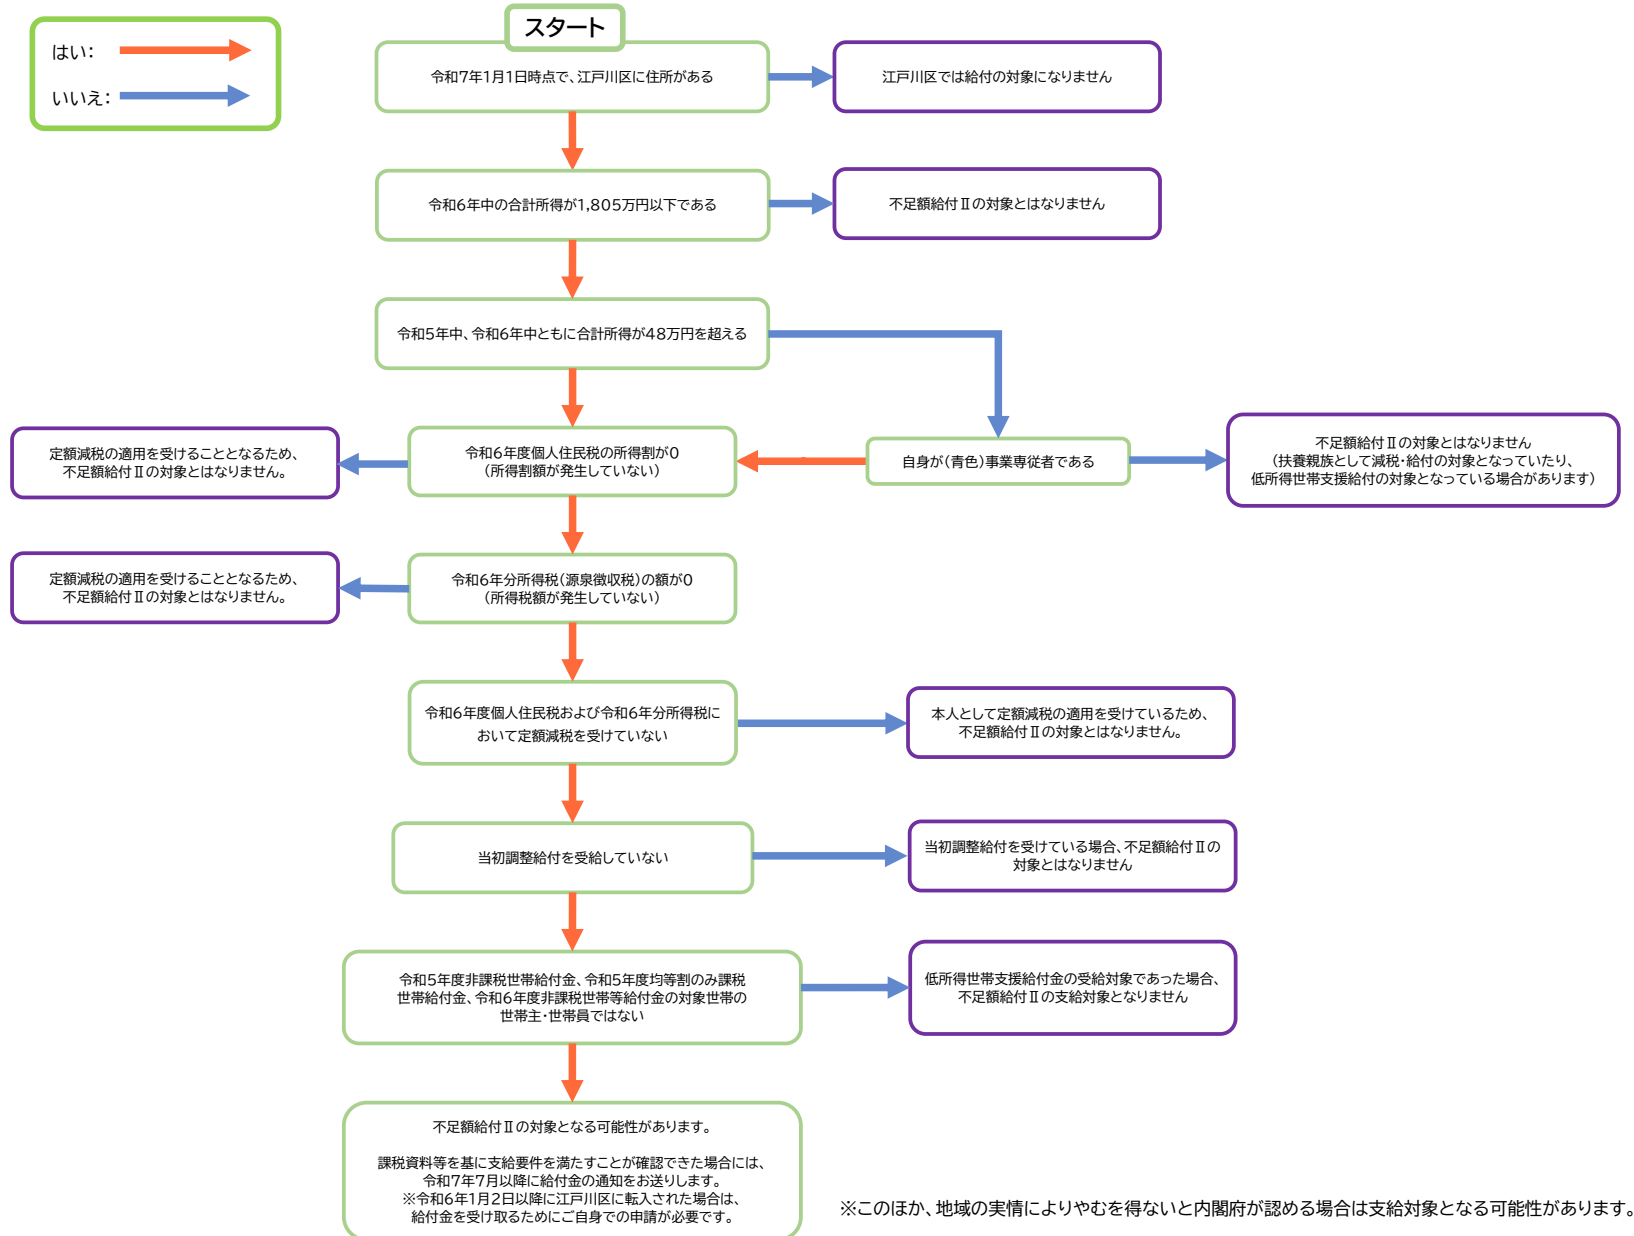 はい：
いいえ：
スタート
令和7年1月1日時点で、江戸川区に住所がある
江戸川区では給付の対象になりません
令和6年中の合計所得が1,805万円以下である
不足額給付Ⅱの対象とはなりません
令和5年中、令和6年中ともに合計所得が48万円を超える
定額減税の適用を受けることとなるため、
不足額給付Ⅱの対象とはなりません。
令和6年度個人住民税の所得割が0
（所得割額が発生していない）
自身が（青色）事業専従者である
不足額給付Ⅱの対象とはなりません
（扶養親族として減税・給付の対象となっていたり、
低所得世帯支援給付の対象となっている場合があります）
定額減税の適用を受けることとなるため、
不足額給付Ⅱの対象とはなりません。
令和6年分所得税（源泉徴収税）の額が0
（所得税額が発生していない）
令和6年度個人住民税および令和6年分所得税に
おいて定額減税を受けていない
本人として定額減税の適用を受けているため、
不足額給付Ⅱの対象とはなりません。
当初調整給付を受給していない
当初調整給付を受けている場合、不足額給付Ⅱの
対象とはなりません
令和5年度非課税世帯給付金、令和5年度均等割のみ課税
世帯給付金、令和6年度非課税世帯等給付金の対象世帯の
世帯主・世帯員ではない
低所得世帯支援給付金の受給対象であった場合、
不足額給付Ⅱの支給対象となりません
不足額給付Ⅱの対象となる可能性があります。
課税資料等を基に支給要件を満たすことが確認できた場合には、
令和7年7月以降に給付金の通知をお送りします。
※令和6年1月2日以降に江戸川区に転入された場合は、
給付金を受け取るためにご自身での申請が必要です。
※このほか、地域の実情によりやむを得ないと内閣府が認める場合は支給対象となる可能性があります。